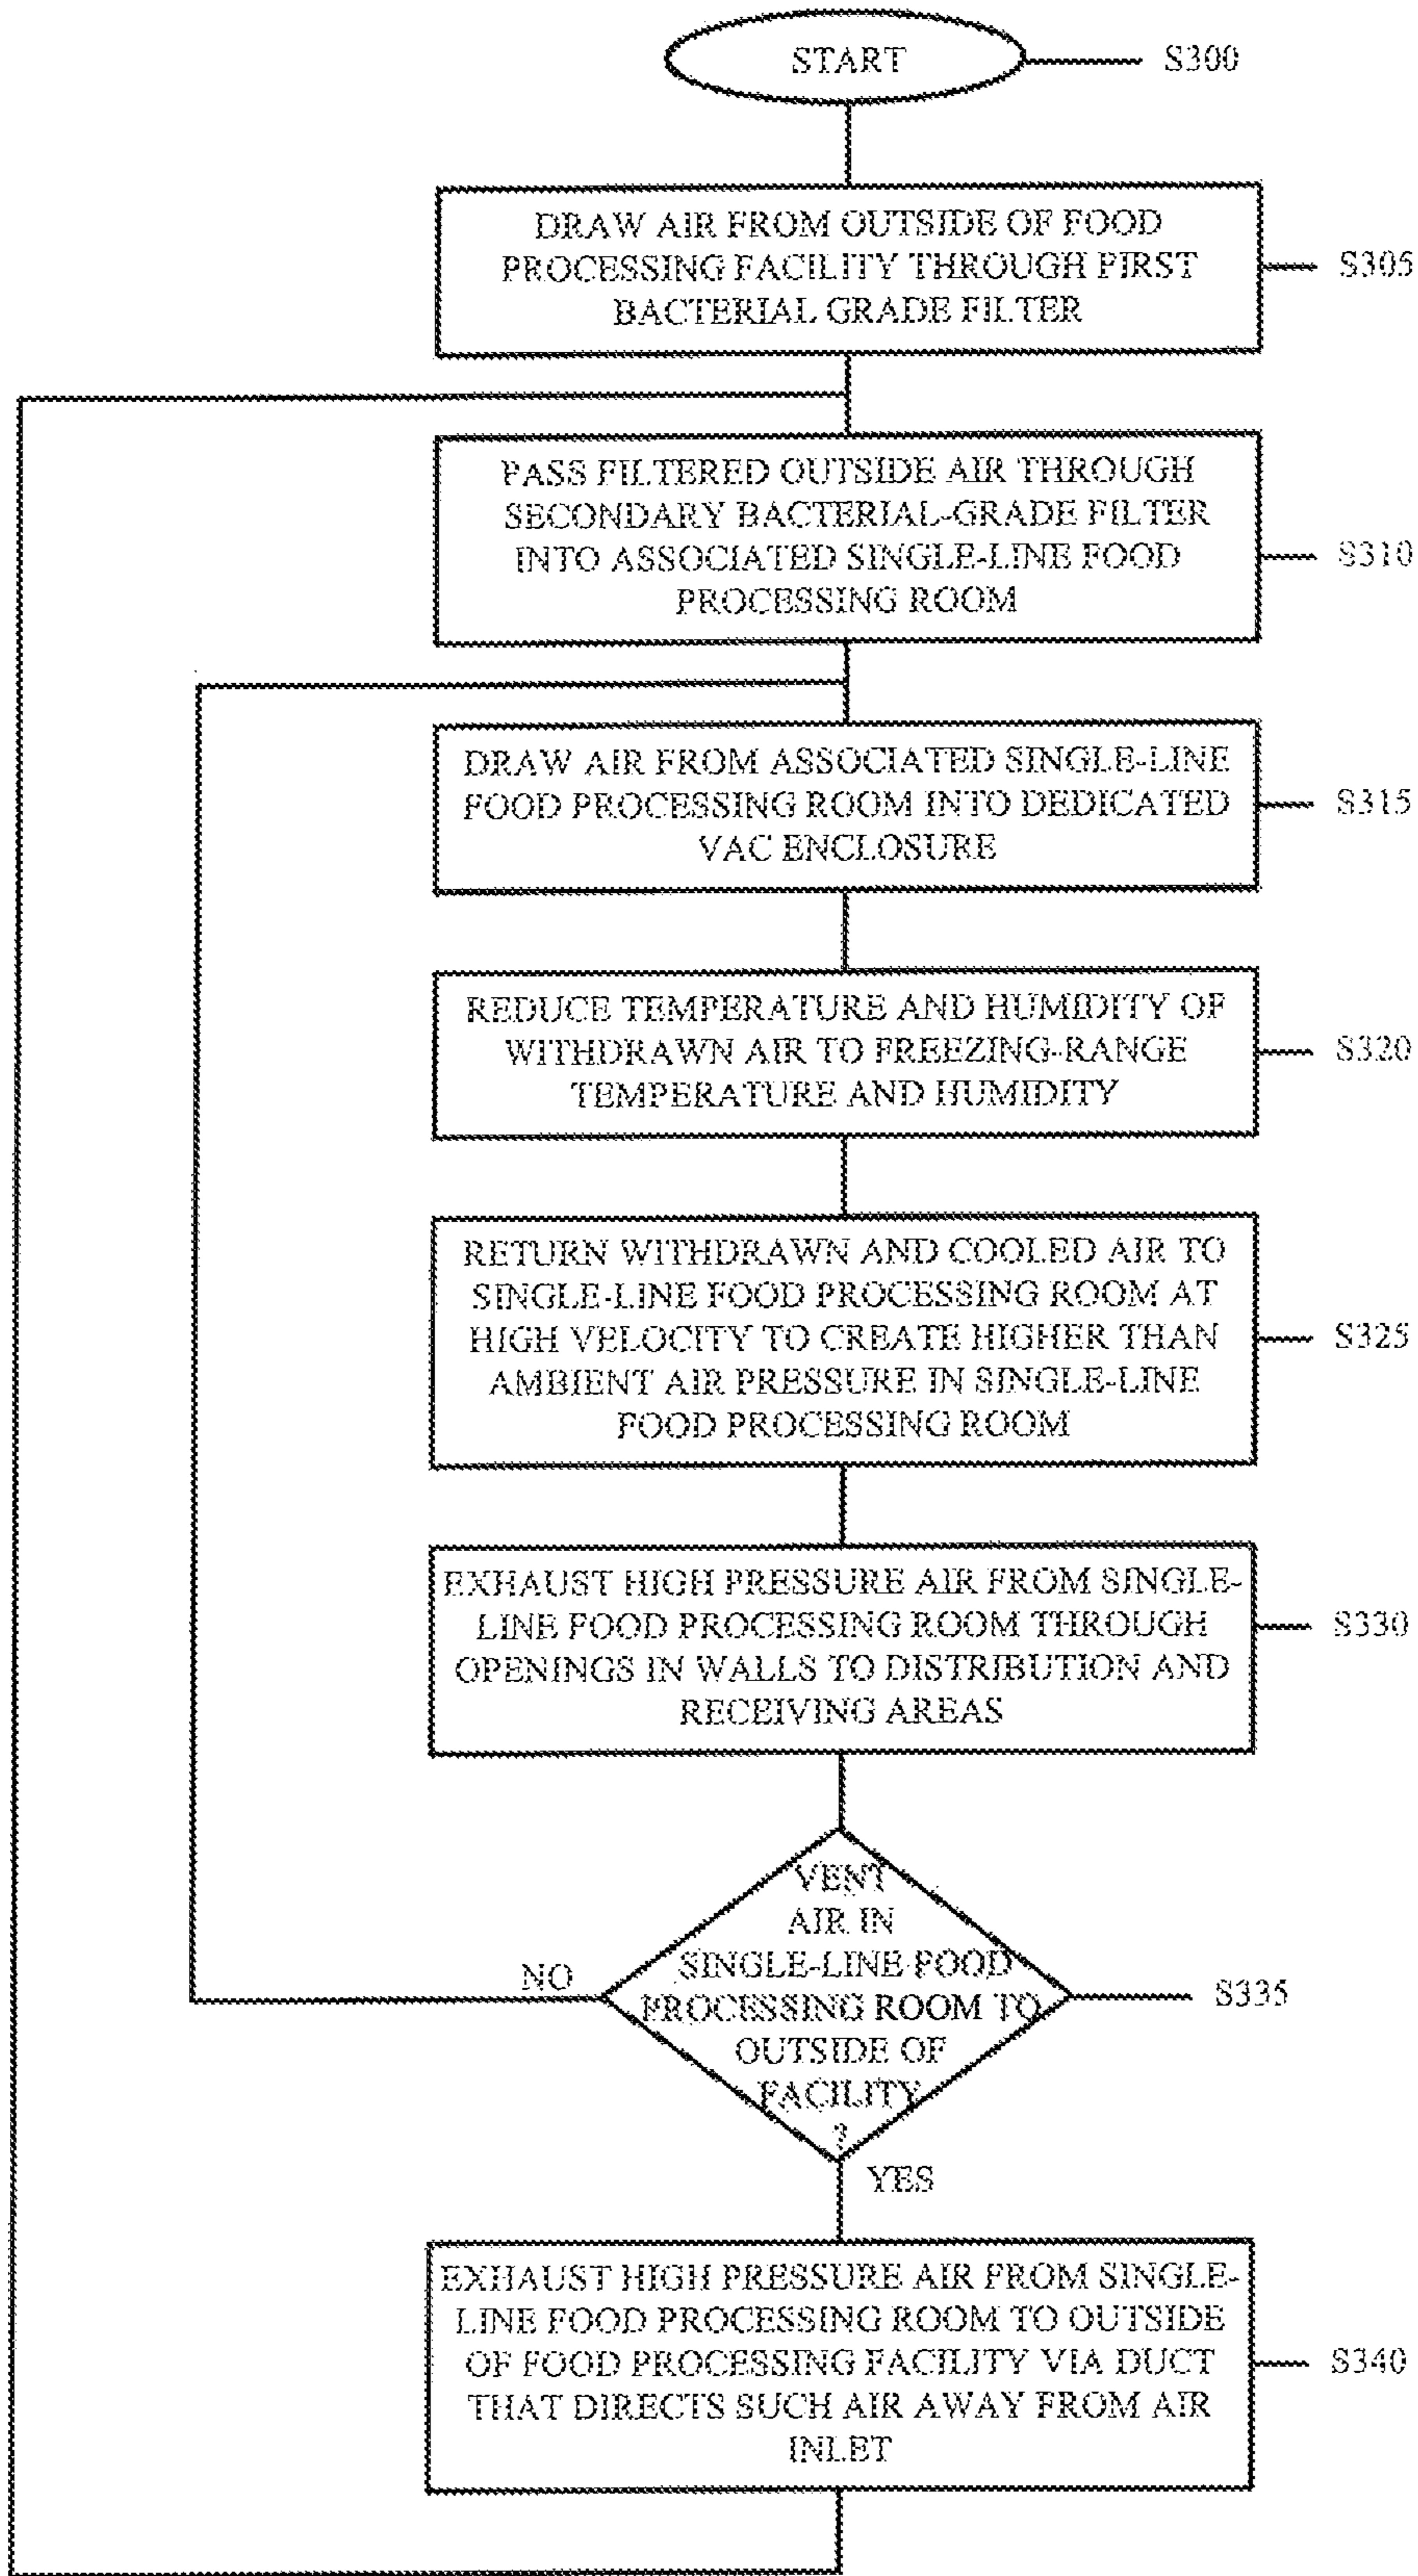 START
S300
DRAW AIR FROM OUTSIDE OF FOOD
PROCESSING FACILITY THROUGH FIRST
BACTERIAL GRADE FILTER
S305
PASS FILTERED OUTSIDE AIR THROUGH
SECONDARY BACTERIAL-GRADE FILTER
INTO ASSOCIATED SINGLE-LINE FOOD
PROCESSING ROOM
S310
DRAW AIR FROM ASSOCIATED SINGLE-LINE
FOOD PROCESSING ROOM INTO DEDICATED
VAC ENCLOSURE
S315
REDUCE TEMPERATURE AND HUMIDITY OF
WITHDRAWN AIR TO FREEZING-RANGE
TEMPERATURE AND HUMIDITY
S320
RETURN WITHDRAWN AND COOLED AIR TO
SINGLE-LINE FOOD PROCESSING ROOM AT
HIGH VELOCITY TO CREATE HIGHER THAN
AMBIENT AIR PRESSURE IN SINGLE-LINE
FOOD PROCESSING ROOM
S325
EXHAUST HIGH PRESSURE AIR FROM SINGLE-
LINE FOOD PROCESSING ROOM THROUGH
OPENINGS IN WALLS TO DISTRIBUTION AND
RECEIVING AREAS
S330
VENT
AIR IN
SINGLE-LINE FOOD
PROCESSING ROOM TO
OUTSIDE OF
FACILITY
?
NO
S335
YES
EXHAUST HIGH PRESSURE AIR FROM SINGLE-
LINE FOOD PROCESSING ROOM TO OUTSIDE
OF FOOD PROCESSING FACILITY VIA DUCT
THAT DIRECTS SUCH AIR AWAY FROM AIR
INLET
S340